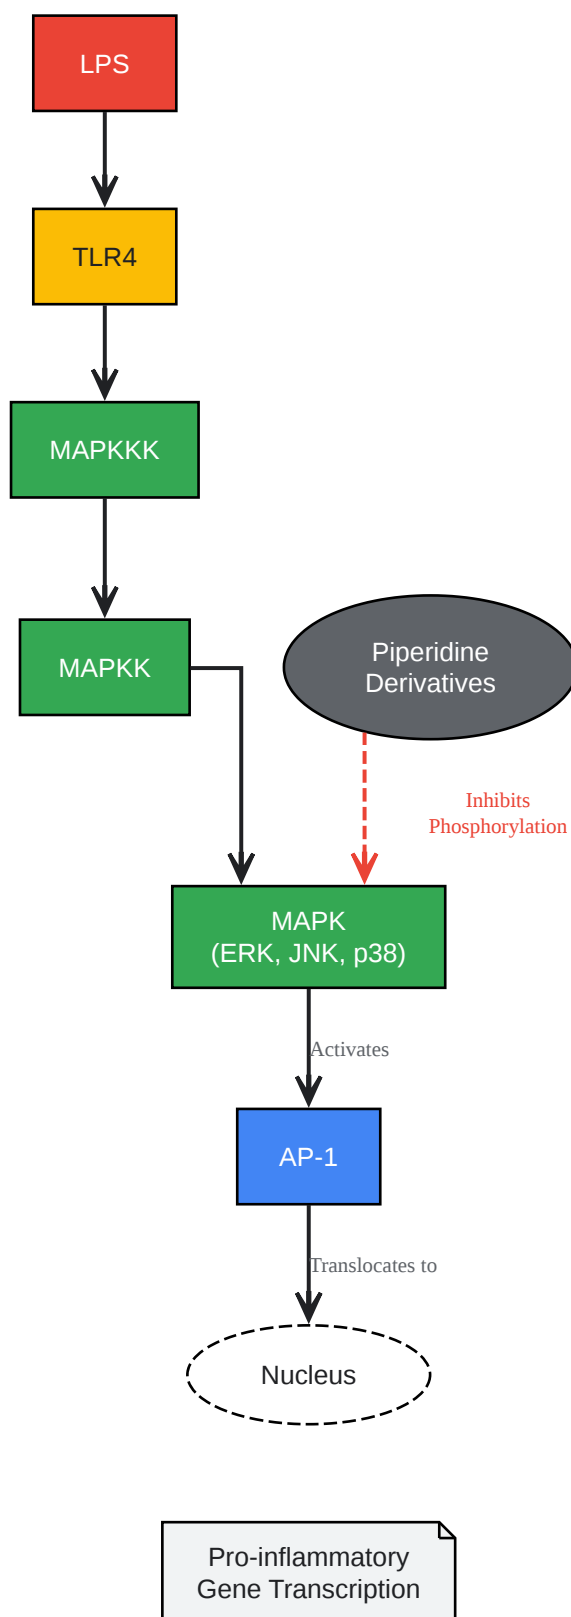 LPS
TLR4
MAPKKK
MAPKK
Piperidine
Derivatives
Inhibits
Phosphorylation
MAPK
(ERK, JNK, p38)
Activates
AP-1
Translocates to
Nucleus
Pro-inflammatory
Gene Transcription